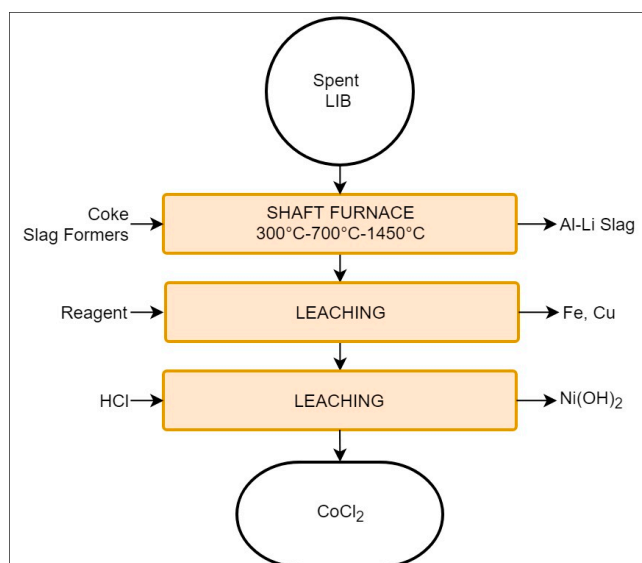 Spent
LIB
Coke
Slag Formers
SHAFT FURNACE
300°C-700°C-1450°C
Al-Li Slag
Reagent
LEACHING
Fe, Cu
HCl
LEACHING
Ni(OH)₂
CoCl₂